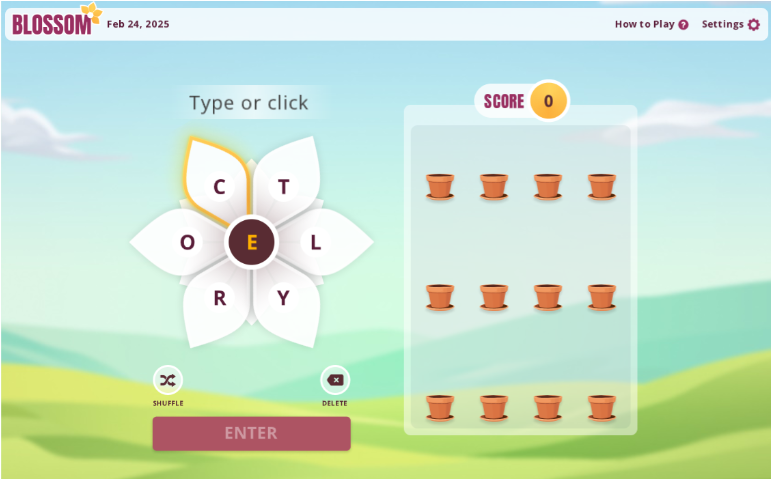 BLOSSOM Feb 24, 2025 How to Play ? Settings
Type or click
SCORE 0
C T
O E L
R Y
SHUFFLE DELETE
ENTER